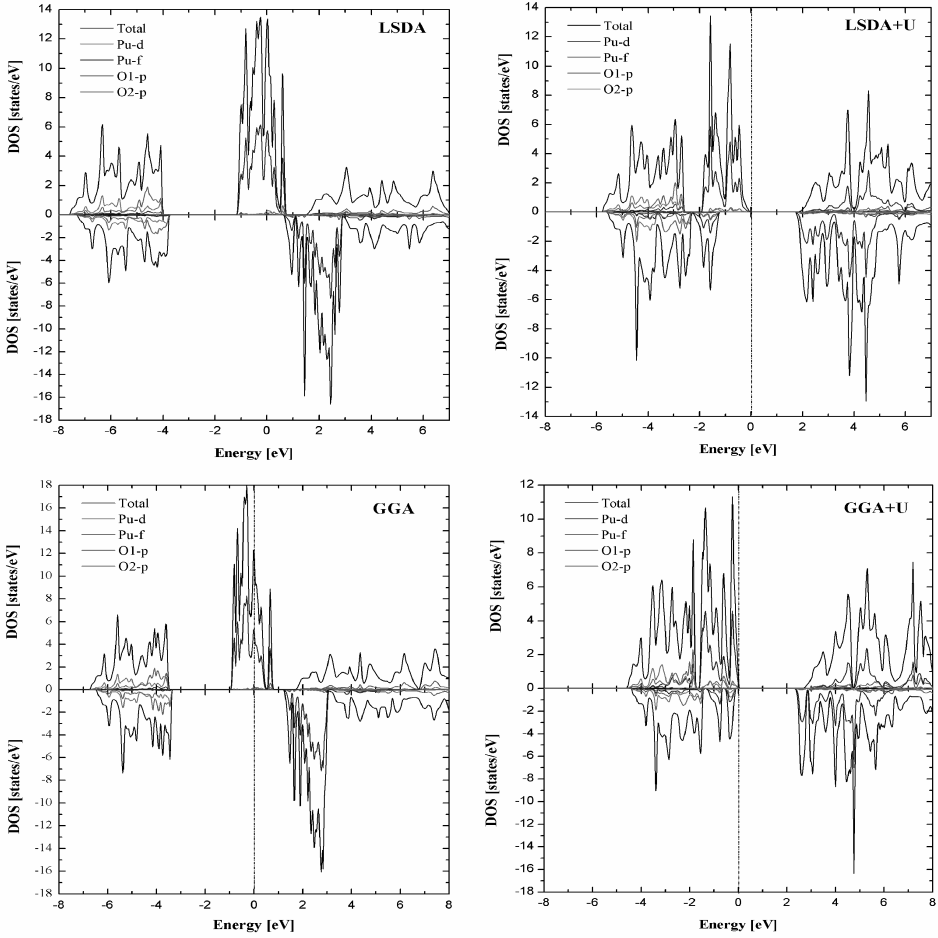 LSDA
Total
Pu-d
Pu-f
O1-p
O2-p
DOS [states/eV]
DOS [states/eV]
14
12
10
8
6
4
2
0
-2
-4
-6
-8
-10
-12
-14
-16
-18
-8 -6 -4 -2 0 2 4 6
Energy [eV]
LSDA+U
Total
Pu-d
Pu-f
O1-p
O2-p
DOS [states/eV]
DOS [states/eV]
14
12
10
8
6
4
2
0
-2
-4
-6
-8
-10
-12
-14
-8 -6 -4 -2 0 2 4 6
Energy [eV]
GGA
Total
Pu-d
Pu-f
O1-p
O2-p
DOS [states/eV]
DOS [states/eV]
18
16
14
12
10
8
6
4
2
0
-2
-4
-6
-8
-10
-12
-14
-16
-18
-8 -6 -4 -2 0 2 4 6 8
Energy [eV]
GGA+U
Total
Pu-d
Pu-f
O1-p
O2-p
DOS [states/eV]
DOS [states/eV]
12
10
8
6
4
2
0
-2
-4
-6
-8
-10
-12
-14
-16
-18
-8 -6 -4 -2 0 2 4 6 8
Energy [eV]